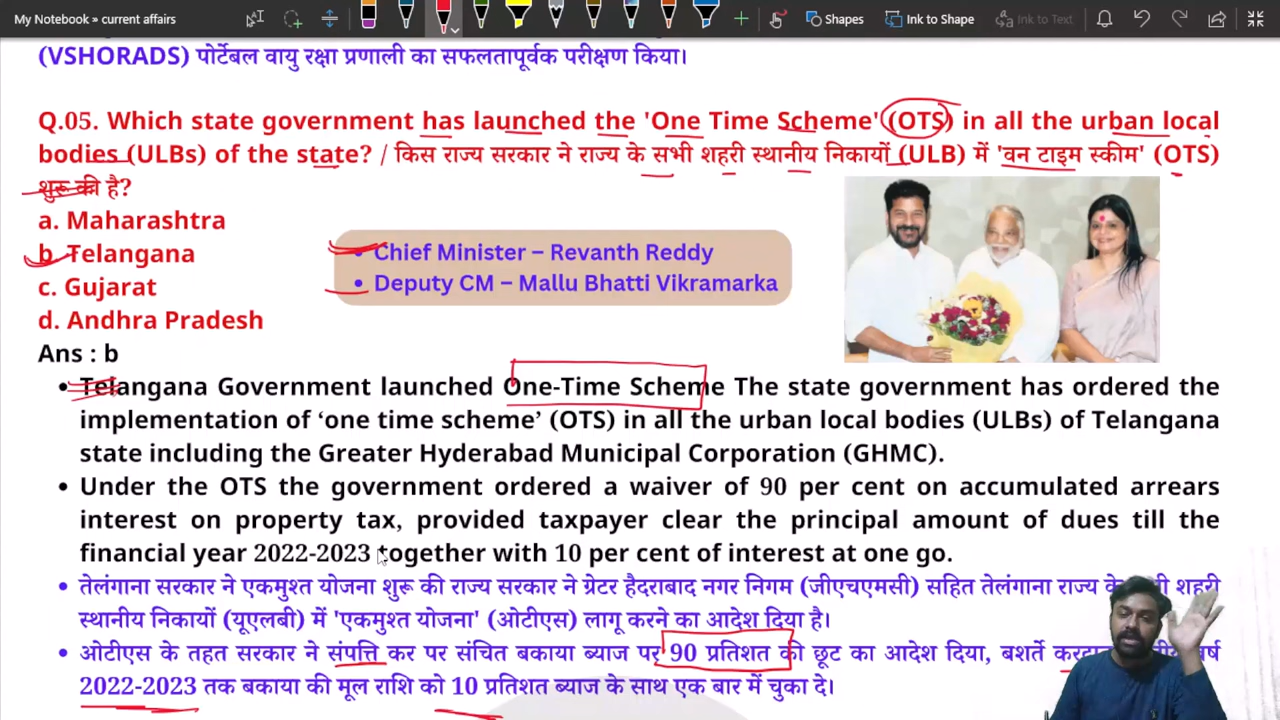 My Notebook » current affairs
Shapes
Ink to Shape
Ink to Text
(VSHORADS) पोर्टेबल वायु रक्षा प्रणाली का सफलतापूर्वक परीक्षण किया।
Q.05. Which state government has launched the 'One Time Scheme' (OTS) in all the urban local
bodies (ULBs) of the state? / किस राज्य सरकार ने राज्य के सभी शहरी स्थानीय निकायों (ULB) में 'वन टाइम स्कीम' (OTS)
शुरू की है?
a. Maharashtra
b. Telangana
c. Gujarat
d. Andhra Pradesh
Ans : b
• Chief Minister – Revanth Reddy
• Deputy CM – Mallu Bhatti Vikramarka
• Telangana Government launched One-Time Scheme The state government has ordered the
implementation of ‘one time scheme’ (OTS) in all the urban local bodies (ULBs) of Telangana
state including the Greater Hyderabad Municipal Corporation (GHMC).
• Under the OTS the government ordered a waiver of 90 per cent on accumulated arrears
interest on property tax, provided taxpayer clear the principal amount of dues till the
financial year 2022-2023 together with 10 per cent of interest at one go.
• तेलंगाना सरकार ने एकमुश्त योजना शुरू की राज्य सरकार ने ग्रेटर हैदराबाद नगर निगम (जीएचएमसी) सहित तेलंगाना राज्य के शहरी
स्थानीय निकायों (यूएलबी) में 'एकमुश्त योजना' (ओटीएस) लागू करने का आदेश दिया है।
• ओटीएस के तहत सरकार ने संपत्ति कर पर संचित बकाया ब्याज पर 90 प्रतिशत की छूट का आदेश दिया, बशर्ते
2022-2023 तक बकाया की मूल राशि को 10 प्रतिशत ब्याज के साथ एक बार में चुका दे।